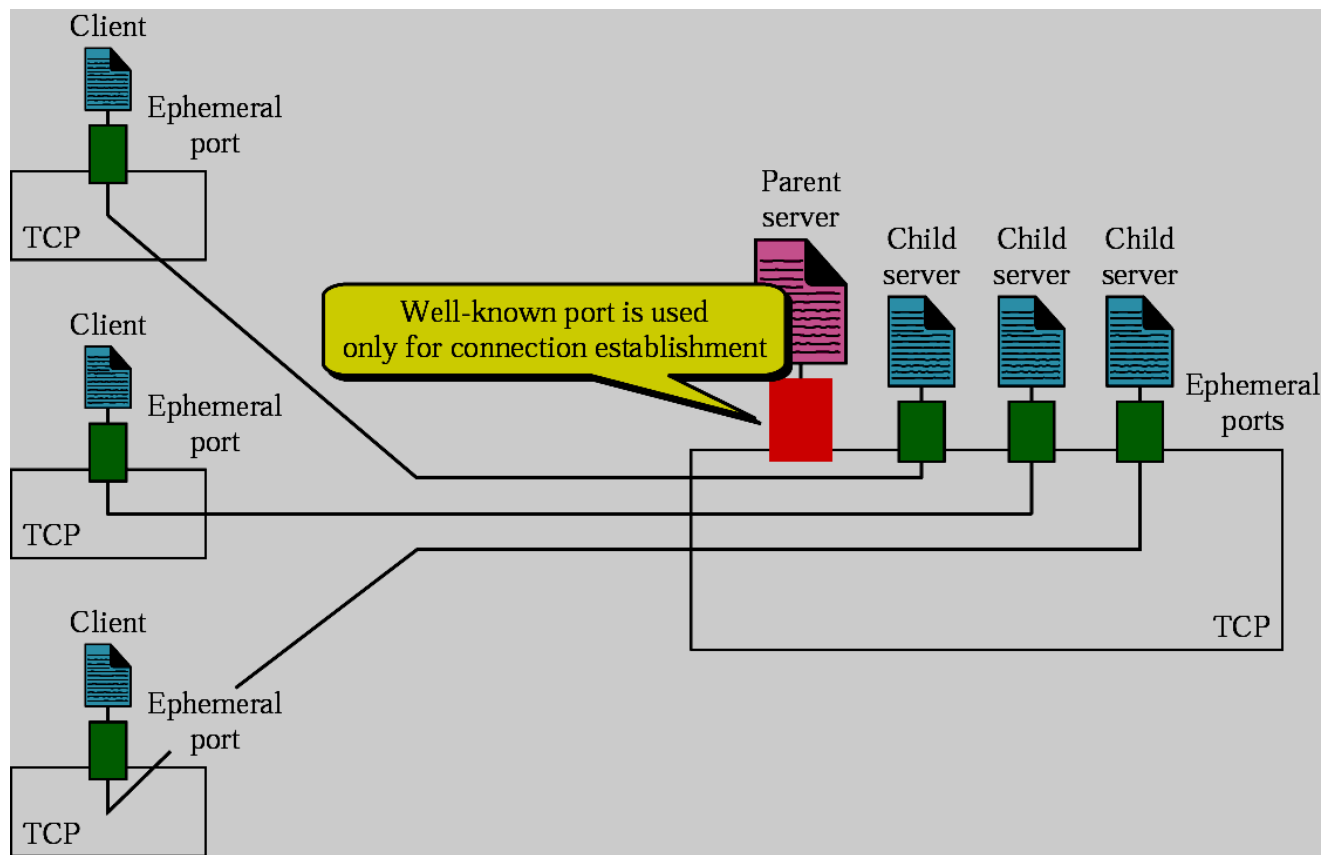 Client
Ephemeral
port
TCP
Client
Ephemeral
port
TCP
Client
Ephemeral
port
TCP
Well-known port is used
only for connection establishment
Parent
server
Child
server
Child
server
Child
server
Ephemeral
ports
TCP